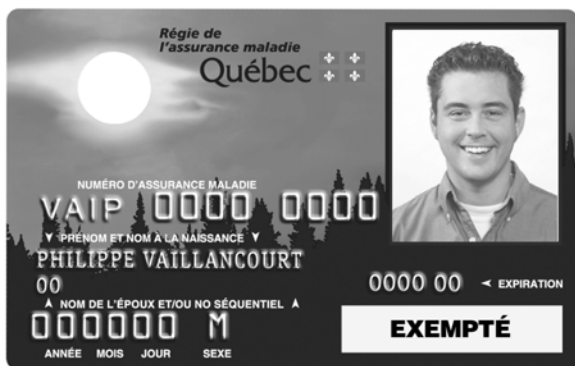 Régie de
l'assurance maladie
Québec
NUMÉRO D'ASSURANCE MALADIE
VAIP 0000 0000
PRÉNOM ET NOM À LA NAISSANCE
PHILIPPE VAILLANCOURT
00
NOM DE L'ÉPOUX ET/OU NO SÉQUENTIEL
000000 M
ANNÉE MOIS JOUR SEXE
0000 00 EXPIRATION
EXEMPTÉ